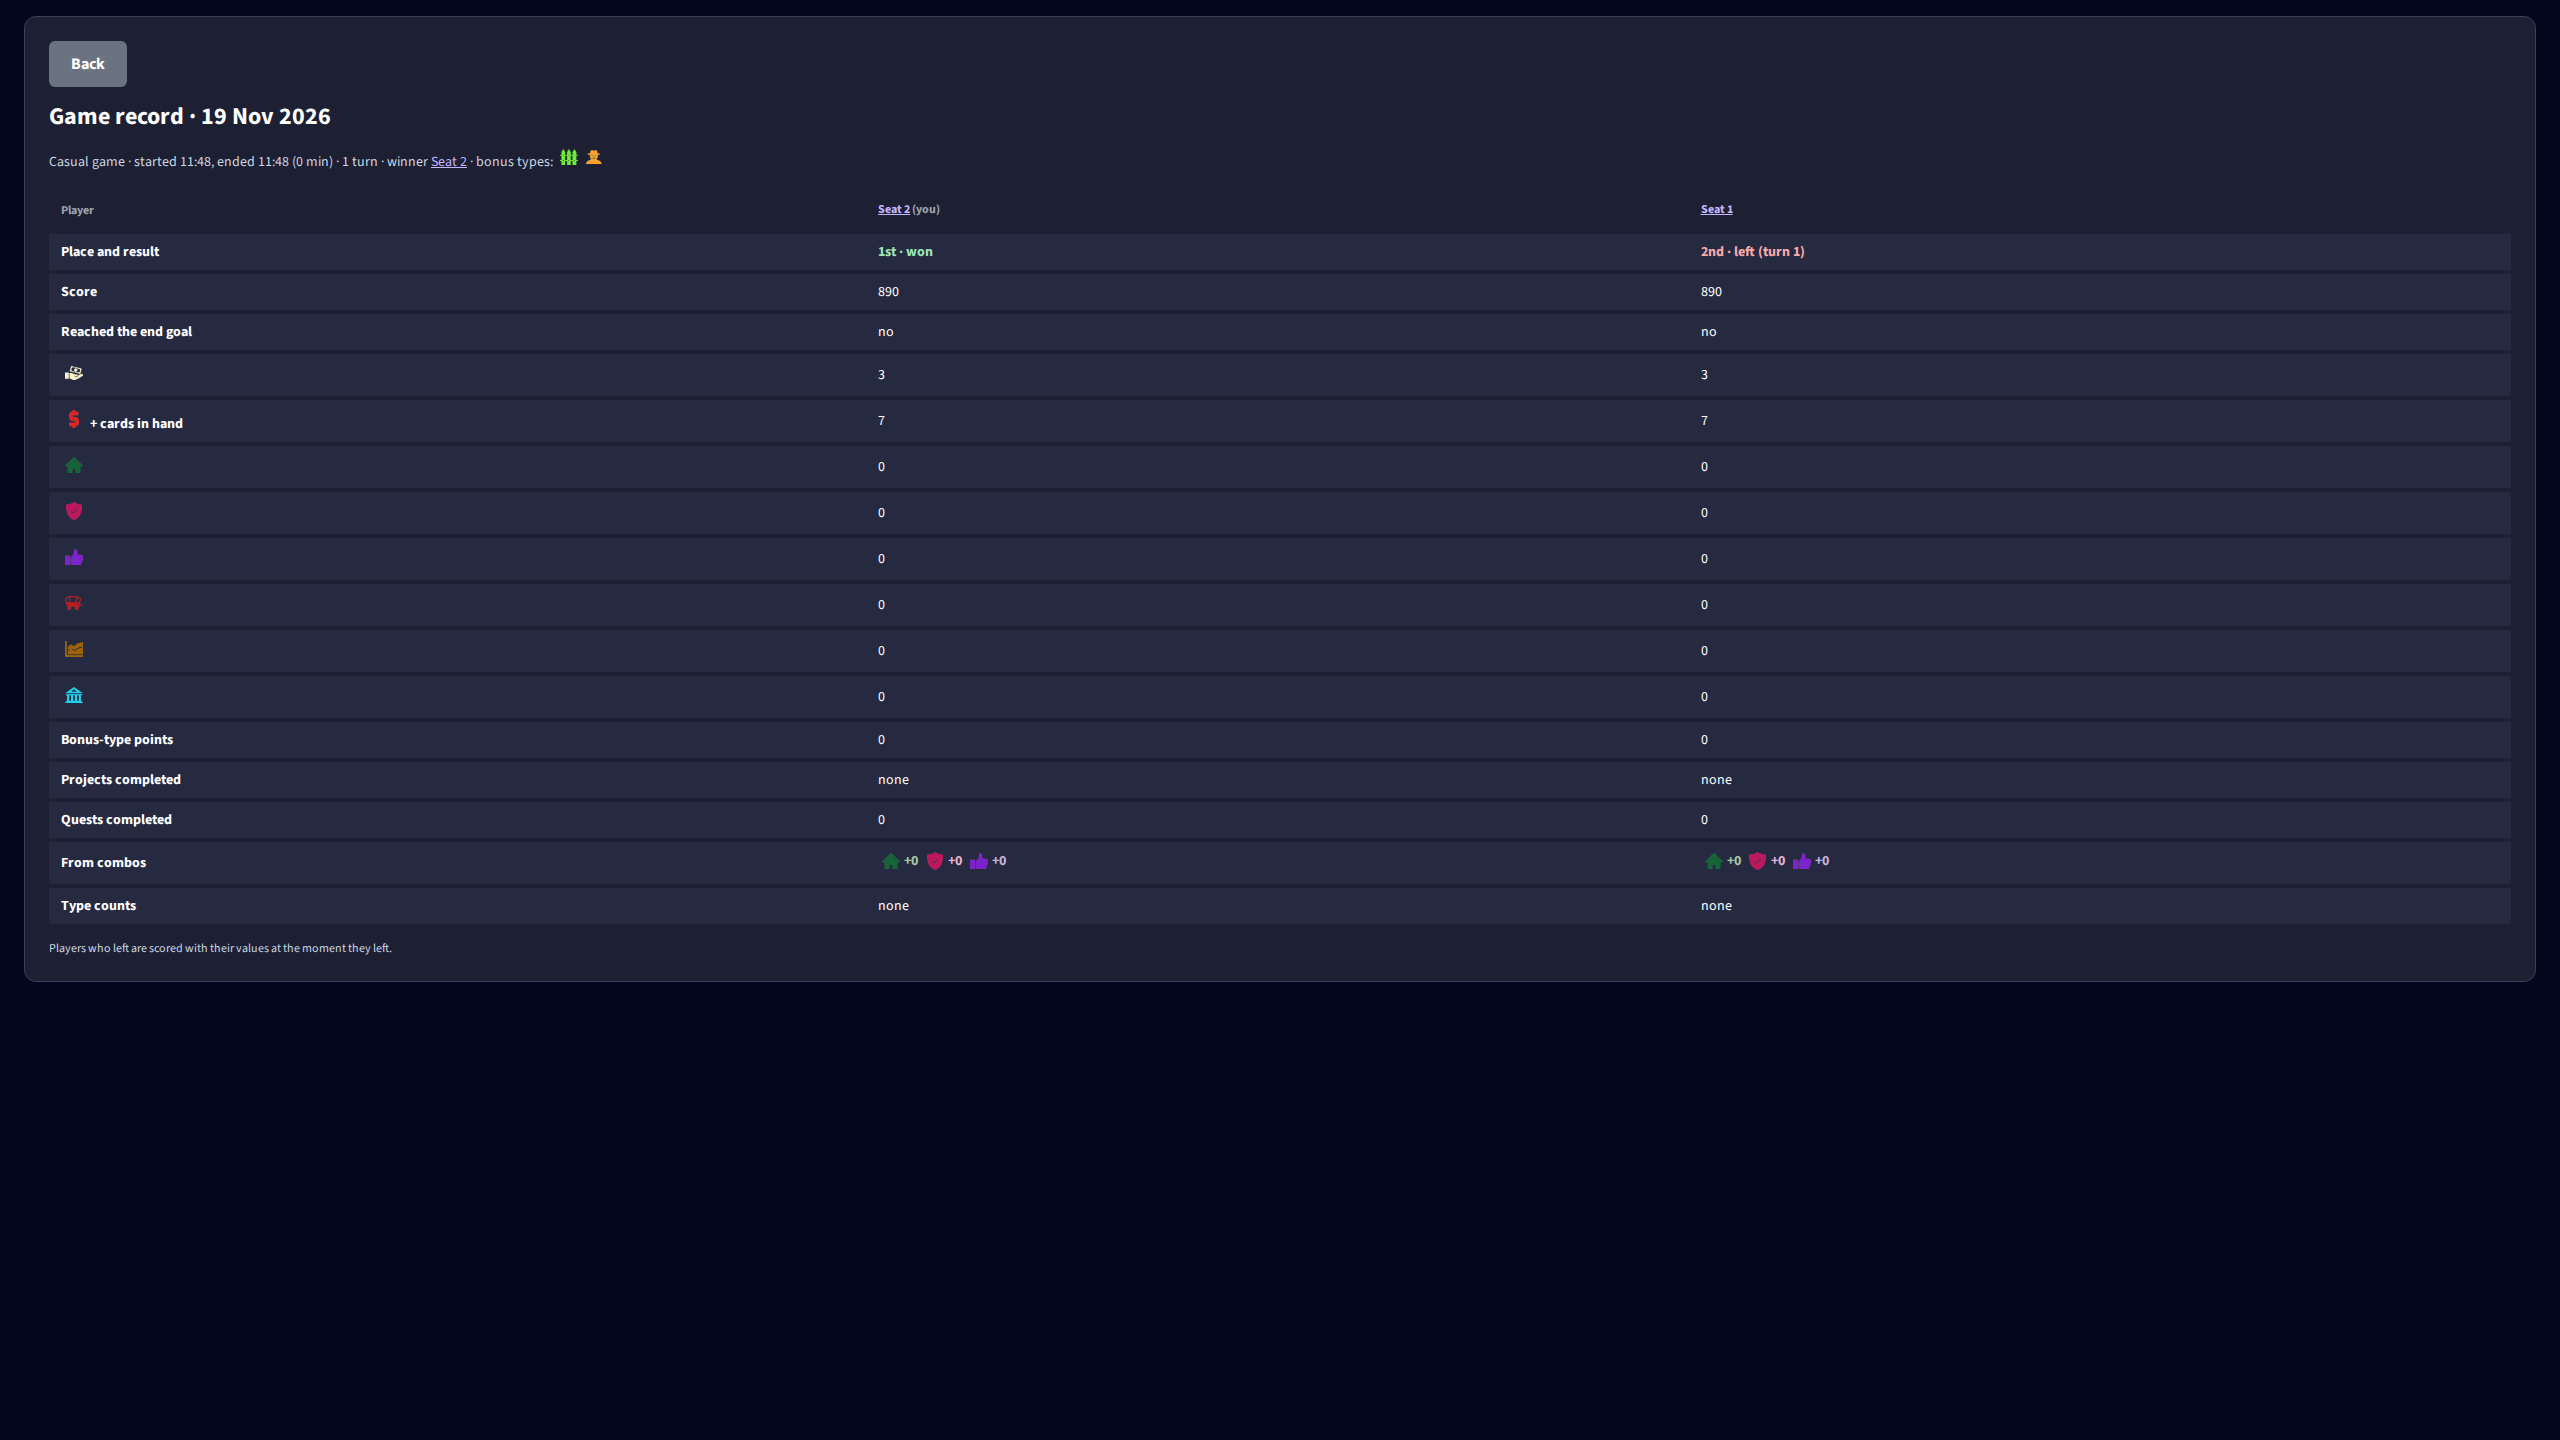 Back
Game record · 19 Nov 2026
Casual game · started 11:48, ended 11:48 (0 min) · 1 turn · winner Seat 2 · bonus types:
Player Seat 2 (you) Seat 1
Place and result 1st · won 2nd · left (turn 1)
Score 890 890
Reached the end goal no no
3 3
+ cards in hand 7 7
0 0
0 0
0 0
0 0
0 0
0 0
Bonus-type points 0 0
Projects completed none none
Quests completed 0 0
From combos +0 +0 +0 +0 +0 +0
Type counts none none
Players who left are scored with their values at the moment they left.